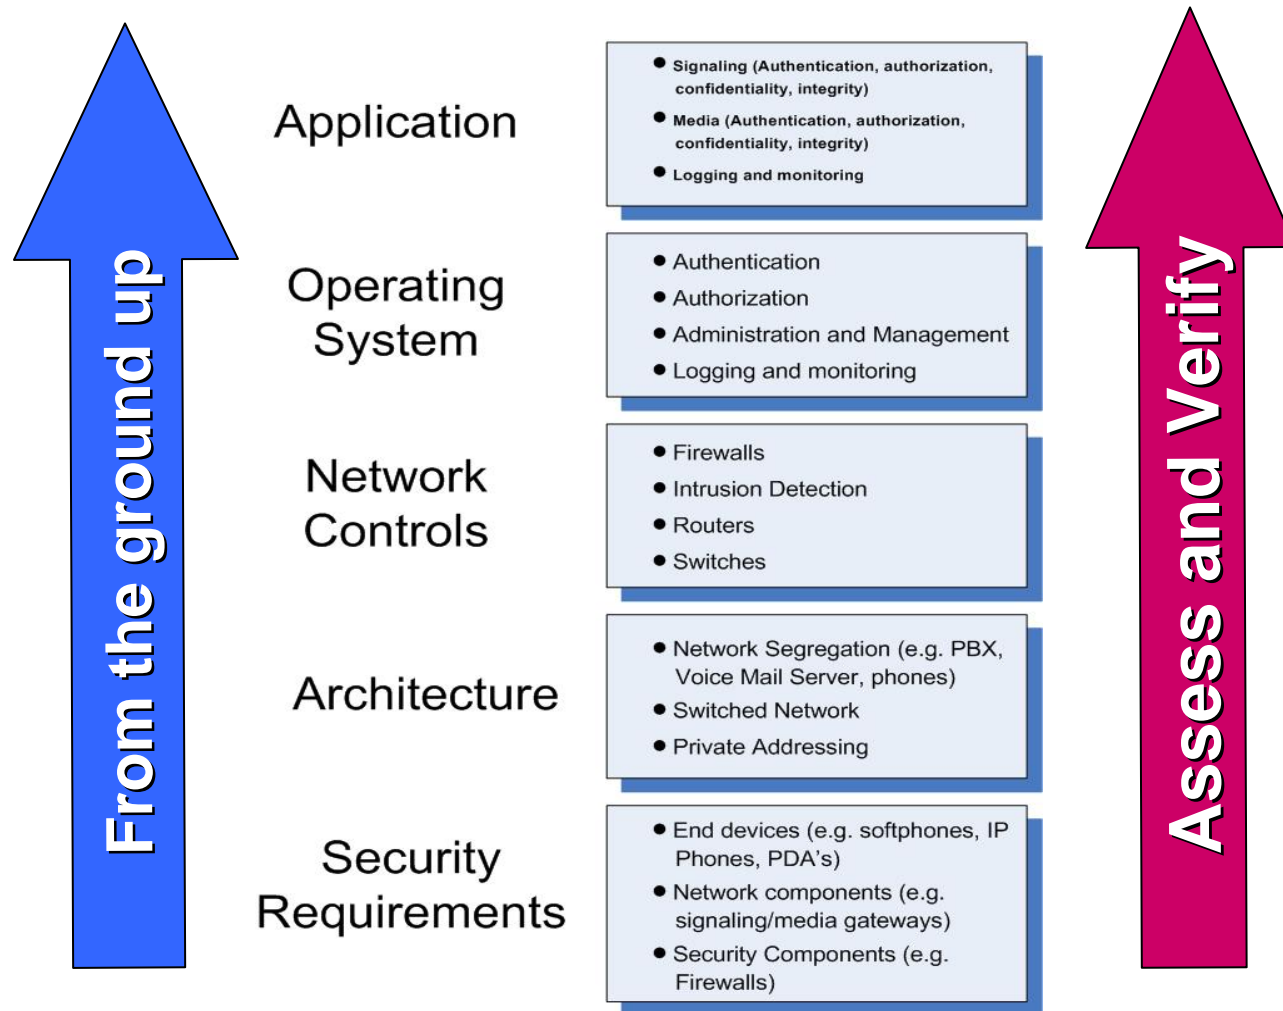 From the ground up
Application
● Signaling (Authentication, authorization,
confidentiality, integrity)
● Media (Authentication, authorization,
confidentiality, integrity)
● Logging and monitoring
Operating
System
● Authentication
● Authorization
● Administration and Management
● Logging and monitoring
Network
Controls
● Firewalls
● Intrusion Detection
● Routers
● Switches
Architecture
● Network Segregation (e.g. PBX,
Voice Mail Server, phones)
● Switched Network
● Private Addressing
Security
Requirements
● End devices (e.g. softphones, IP
Phones, PDA's)
● Network components (e.g.
signaling/media gateways)
● Security Components (e.g.
Firewalls)
Assess and Verify